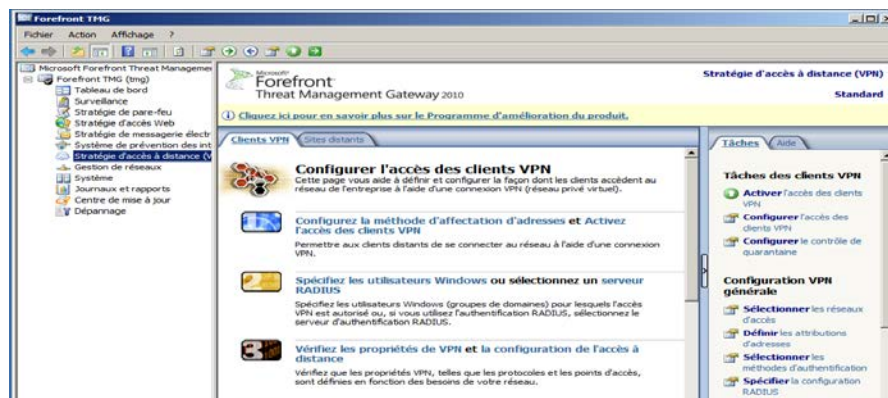 Forefront TMG
Fichier Action Affichage ?
Microsoft Forefront Threat Manageme
Forefront TMG (tmg)
Tableau de bord
Surveillance
Stratégie de pare-feu
Stratégie d'accès Web
Stratégie de messagerie électr
Système de prévention des int
Stratégie d'accès à distance (V
Gestion de réseaux
Système
Journaux et rapports
Centre de mise à jour
Dépannage
Microsoft
Forefront
Threat Management Gateway 2010
Stratégie d'accès à distance (VPN)
Standard
Cliquez ici pour en savoir plus sur le Programme d'amélioration du produit.
Clients VPN Sites distants
Configurer l'accès des clients VPN
Cette page vous aide à définir et configurer la façon dont les clients accèdent au
réseau de l'entreprise à l'aide d'une connexion VPN (réseau privé virtuel).
1
Configurez la méthode d'affectation d'adresses et Activez
l'accès des clients VPN
Permettre aux clients distants de se connecter au réseau à l'aide d'une connexion
VPN.
2
Spécifiez les utilisateurs Windows ou sélectionnez un serveur
RADIUS
Spécifiez les utilisateurs Windows (groupes de domaines) pour lesquels l'accès
VPN est autorisé ou, si vous utilisez l'authentification RADIUS, sélectionnez le
serveur d'authentification RADIUS.
3
Vérifiez les propriétés de VPN et la configuration de l'accès à
distance
Vérifiez que les propriétés VPN, telles que les protocoles et les points d'accès,
sont définies en fonction des besoins de votre réseau.
Tâches Aide
Tâches des clients VPN
Activer l'accès des clients
VPN
Configurer l'accès des
clients VPN
Configurer le contrôle de
quarantaine
Configuration VPN
générale
Sélectionner les réseaux
d'accès
Définir les attributions
d'adresses
Sélectionner les
méthodes d'authentification
Spécifier la configuration
RADIUS